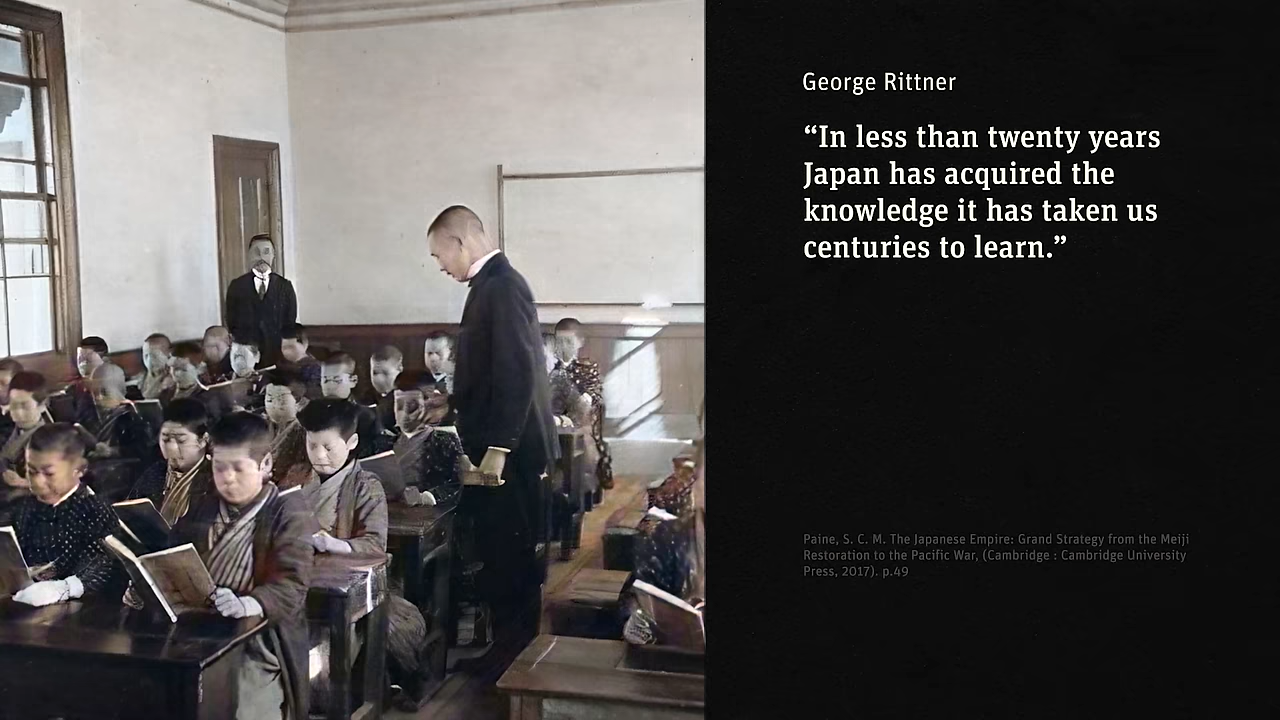 George Rittner
“In less than twenty years
Japan has acquired the
knowledge it has taken us
centuries to learn.”
Paine, S. C. M. The Japanese Empire: Grand Strategy from the Meiji
Restoration to the Pacific War, (Cambridge : Cambridge University
Press, 2017). p.49